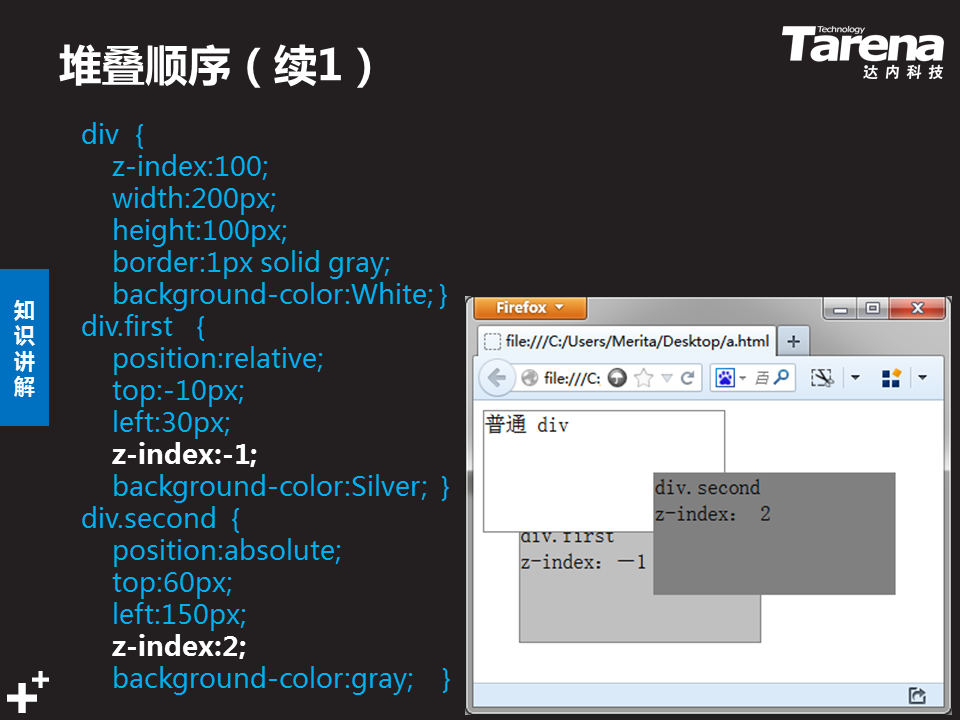 堆叠顺序（续1）
Technology
Tarena
达内科技
div {
z-index:100;
width:200px;
height:100px;
border:1px solid gray;
background-color:White; }
div.first {
position:relative;
top:-10px;
left:30px;
z-index:-1;
background-color:Silver; }
div.second {
position:absolute;
top:60px;
left:150px;
z-index:2;
background-color:gray; }
知识讲解
Firefox
file:///C:/Users/Merita/Desktop/a.html
file:///C:
百
普通 div
div.second
z-index: 2
div.first
z-index: －1